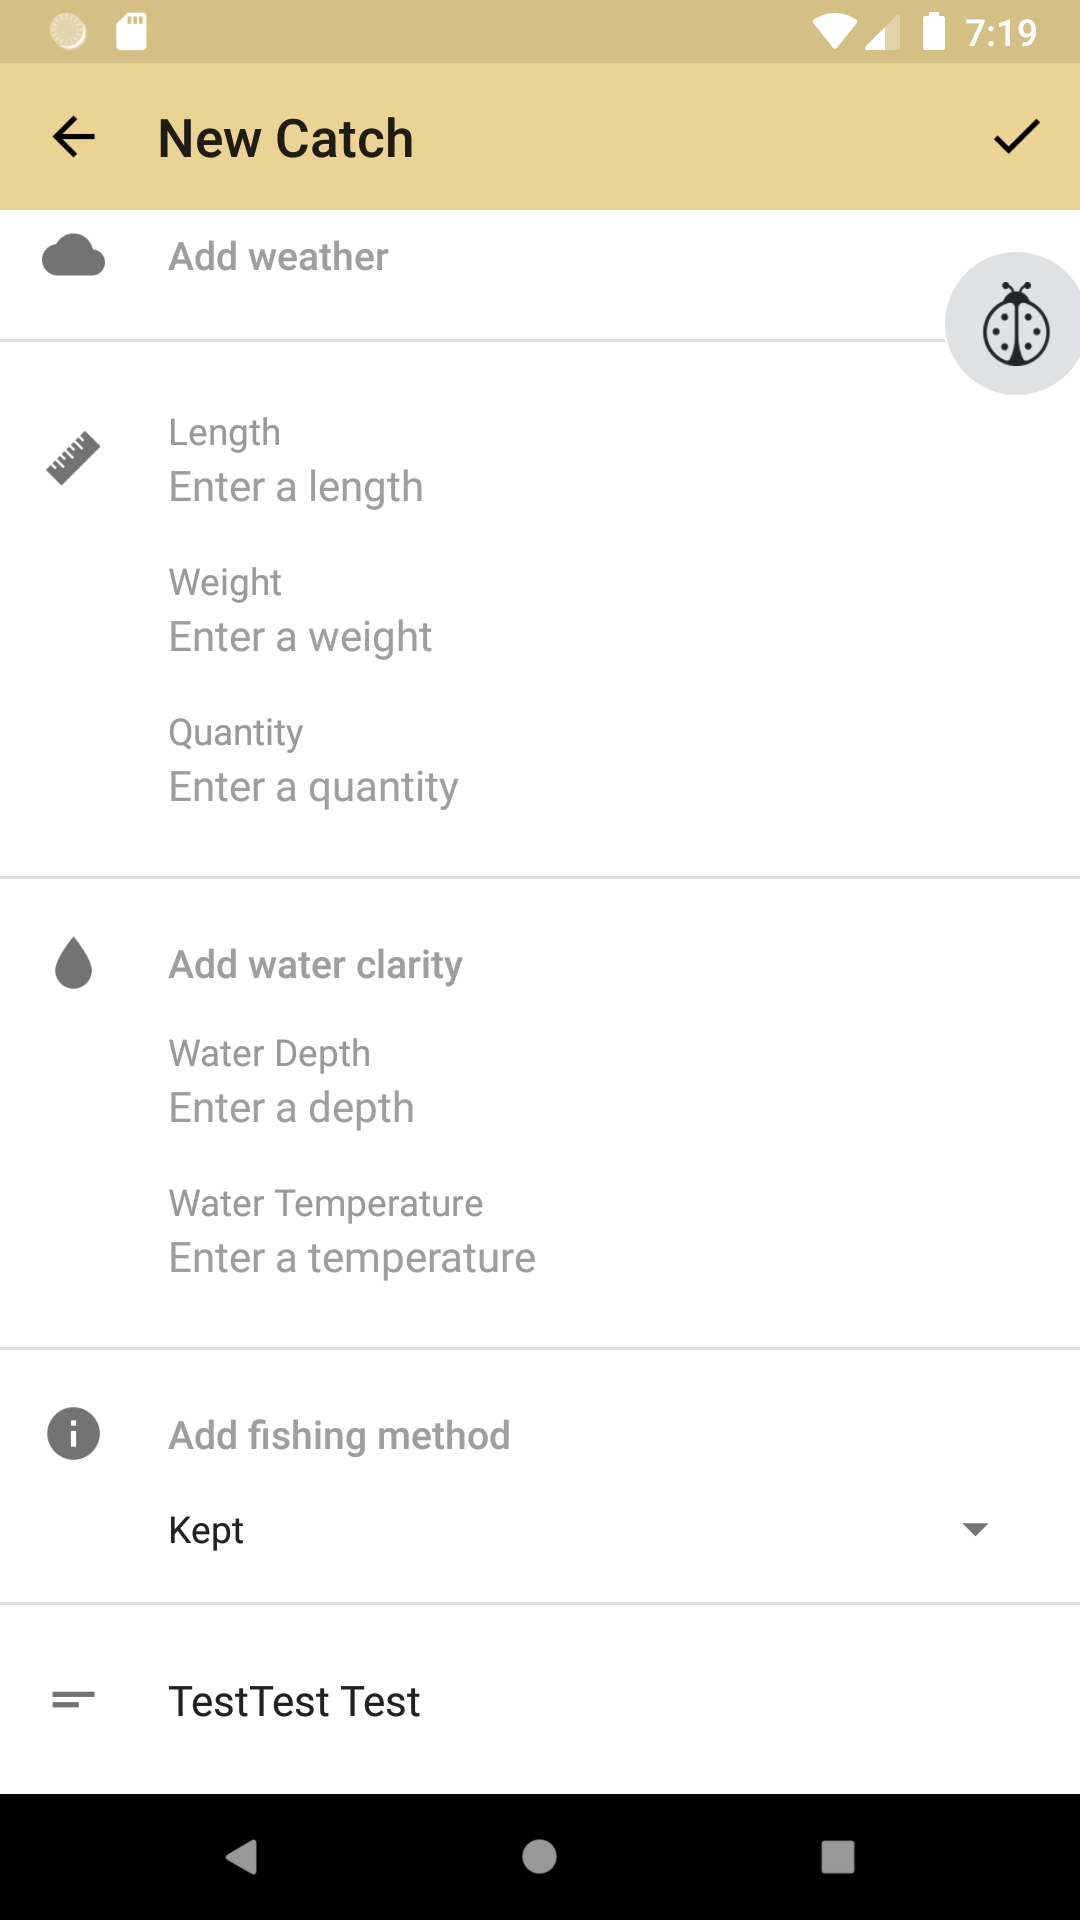 7:19
New Catch
Add weather
Length
Enter a length
Weight
Enter a weight
Quantity
Enter a quantity
Add water clarity
Water Depth
Enter a depth
Water Temperature
Enter a temperature
Add fishing method
Kept
TestTest Test